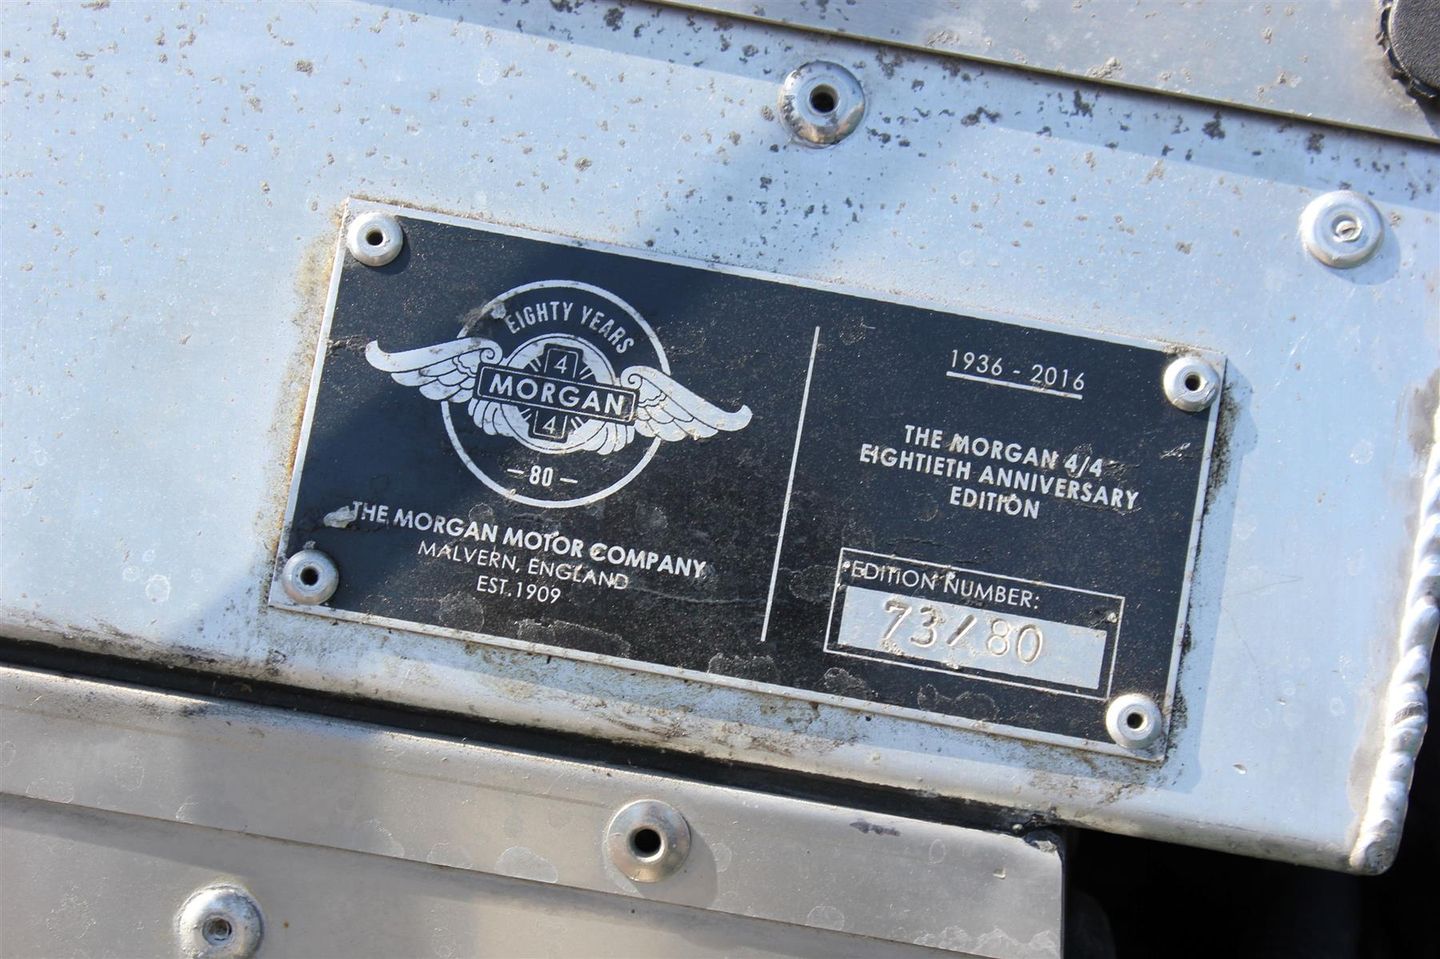 EIGHTY YEARS
4
MORGAN
4
80
THE MORGAN MOTOR COMPANY
MALVERN, ENGLAND
EST.1909
1936 - 2016
THE MORGAN 4/4
EIGHTIETH ANNIVERSARY
EDITION
EDITION NUMBER:
73/80